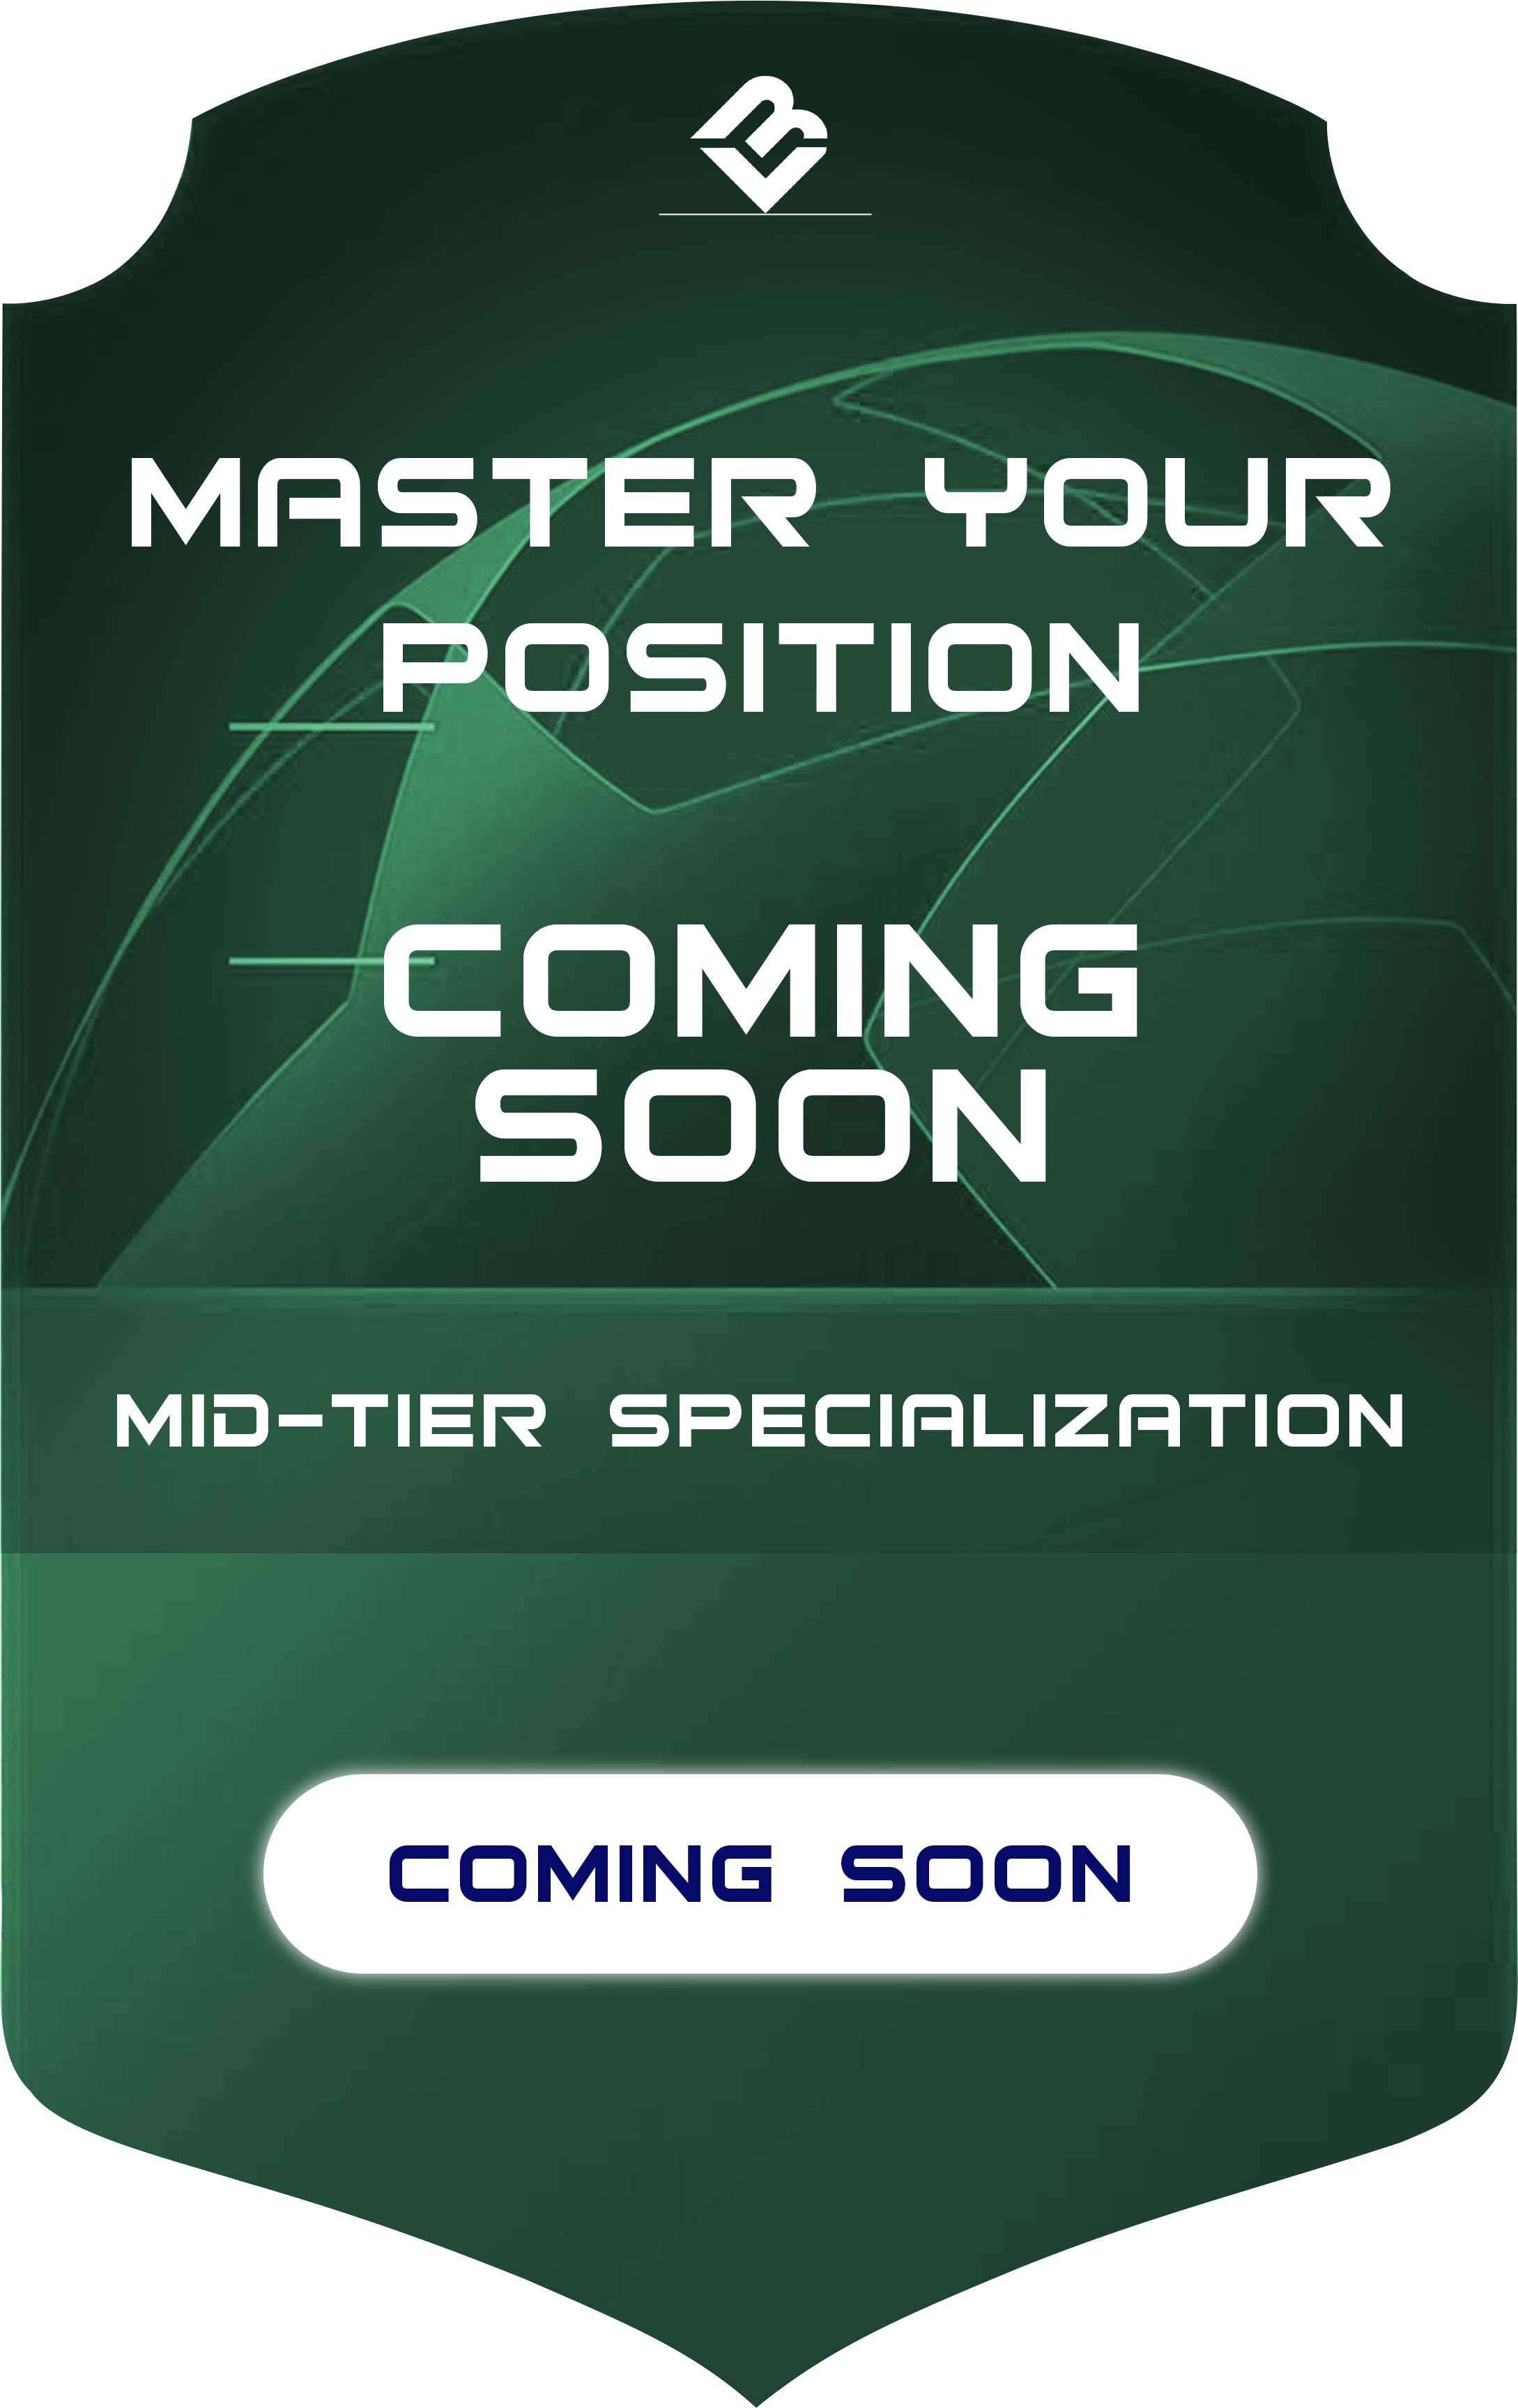 MASTER YOUR
POSITION
COMING
SOON
MID-TIER SPECIALIZATION
COMING SOON